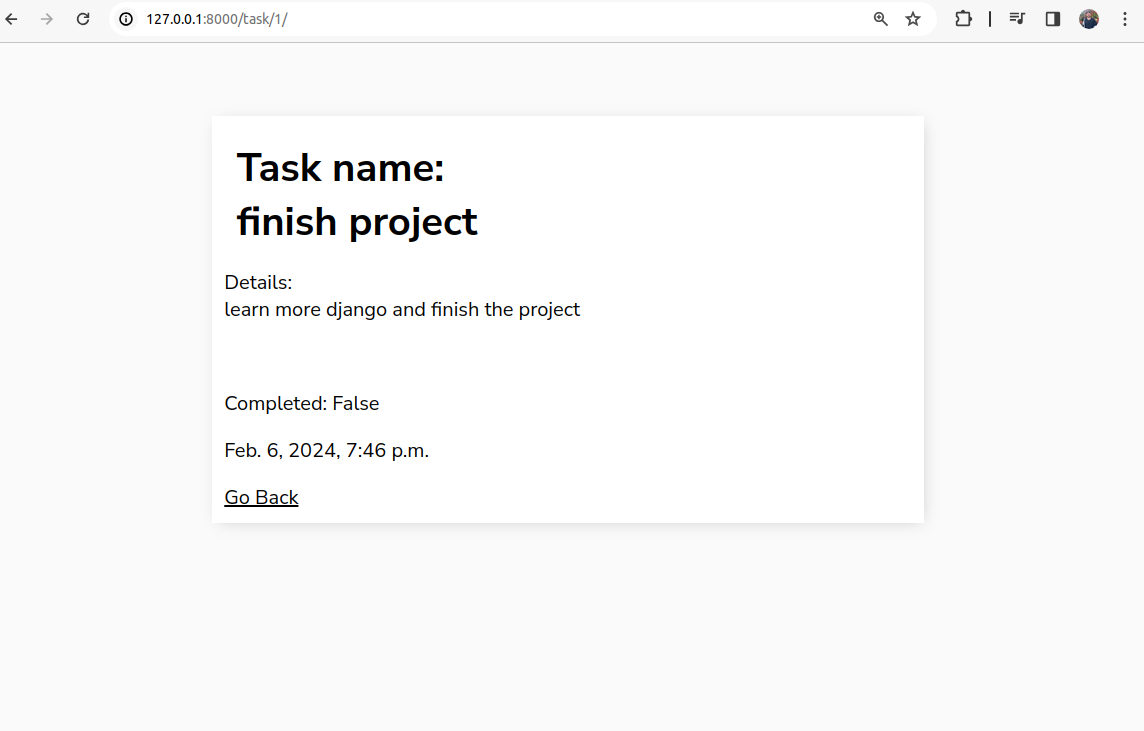 127.0.0.1:8000/task/1/
Task name:
finish project
Details:
learn more django and finish the project
Completed: False
Feb. 6, 2024, 7:46 p.m.
Go Back